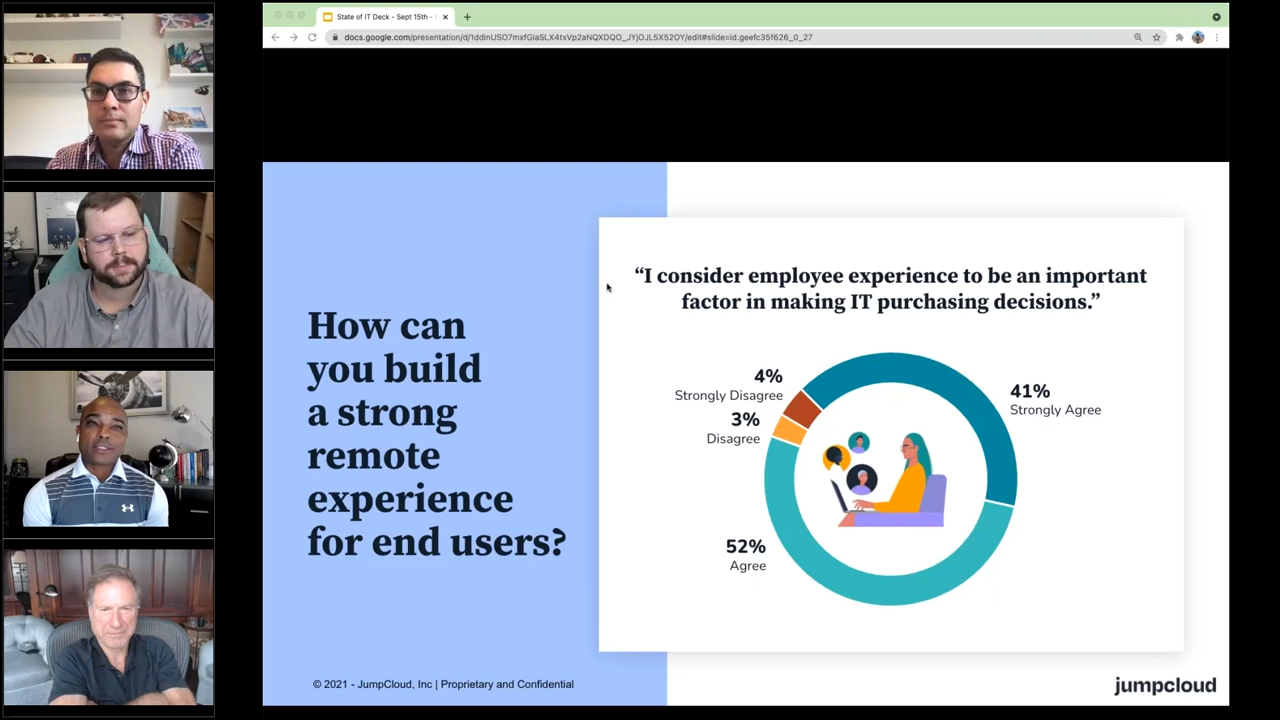 State of IT Deck - Sept 15th -
docs.google.com/presentation/d/1ddinUSO7mxfGiaSLX4txVp2aNQXDQO_JYjOJL5X52OY/edit#slide=id.geefc35f626_0_27
How can
you build
a strong
remote
experience
for end users?
“I consider employee experience to be an important
factor in making IT purchasing decisions.”
4%
Strongly Disagree
3%
Disagree
41%
Strongly Agree
52%
Agree
© 2021 - JumpCloud, Inc | Proprietary and Confidential
jumpcloud